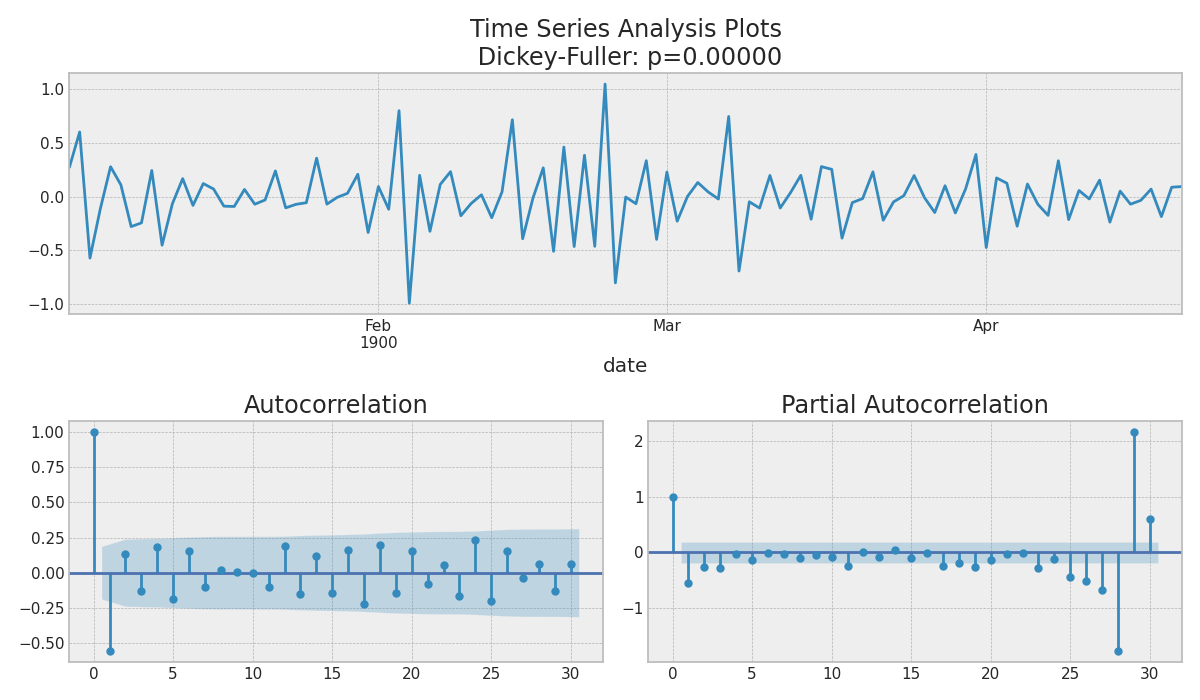 Time Series Analysis Plots
Dickey-Fuller: p=0.00000
1.0
0.5
0.0
−0.5
−1.0
Feb
1900
Mar
Apr
date
Autocorrelation
1.00
0.75
0.50
0.25
0.00
−0.25
−0.50
0 5 10 15 20 25 30
Partial Autocorrelation
2
1
0
−1
0 5 10 15 20 25 30